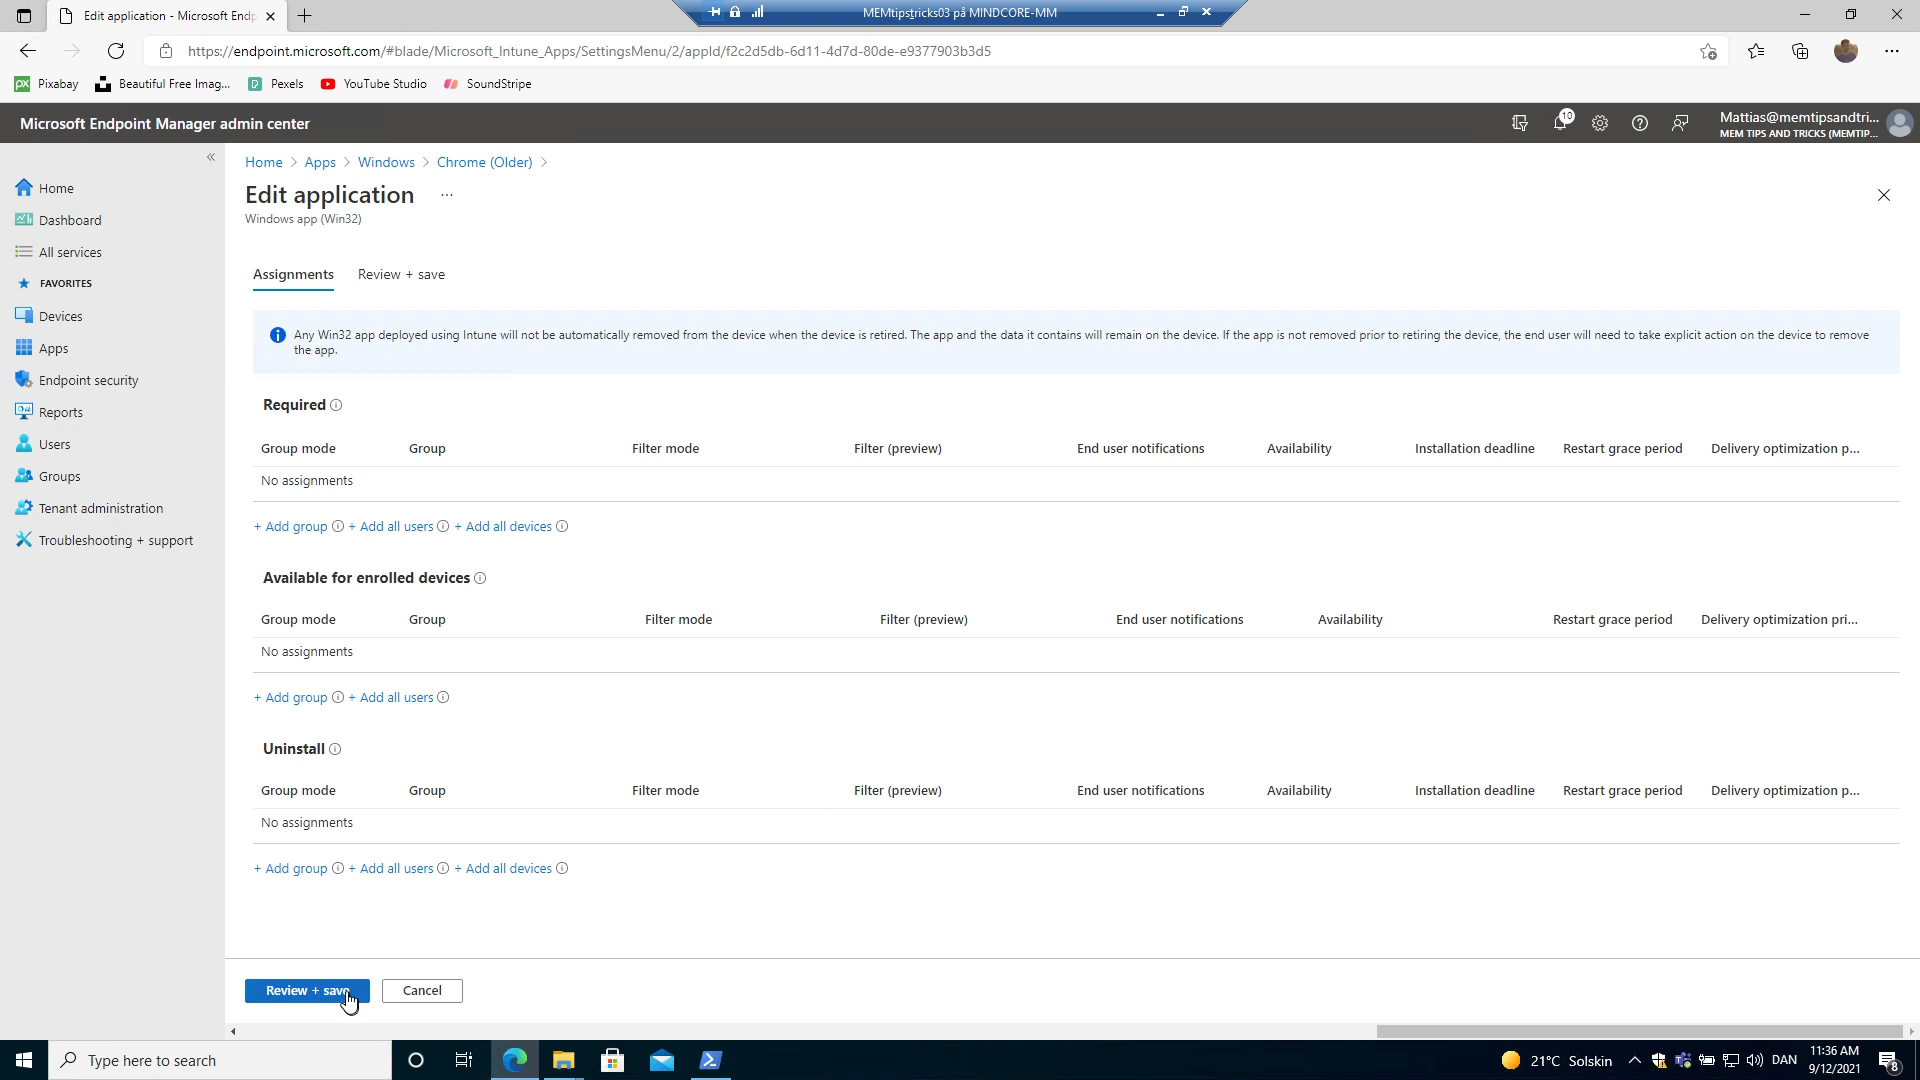 Edit application - Microsoft Endp
MEMtipstricks03 på MINDCORE-MM
https://endpoint.microsoft.com/#blade/Microsoft_Intune_Apps/SettingsMenu/2/appId/f2c2d5db-6d11-4d7d-80de-e9377903b3d5
px Pixabay Beautiful Free Imag... Pexels YouTube Studio SoundStripe
Microsoft Endpoint Manager admin center
10
Mattias@memtipsandtri...
MEM TIPS AND TRICKS (MEMTIP...
«
Home
Dashboard
All services
FAVORITES
Devices
Apps
Endpoint security
Reports
Users
Groups
Tenant administration
Troubleshooting + support
Home > Apps > Windows > Chrome (Older) >
Edit application ...
Windows app (Win32)
Assignments Review + save
Any Win32 app deployed using Intune will not be automatically removed from the device when the device is retired. The app and the data it contains will remain on the device. If the app is not removed prior to retiring the device, the end user will need to take explicit action on the device to remove
the app.
Required
Group mode Group Filter mode Filter (preview) End user notifications Availability Installation deadline Restart grace period Delivery optimization p...
No assignments
+ Add group + Add all users + Add all devices
Available for enrolled devices
Group mode Group Filter mode Filter (preview) End user notifications Availability Restart grace period Delivery optimization pri...
No assignments
+ Add group + Add all users
Uninstall
Group mode Group Filter mode Filter (preview) End user notifications Availability Installation deadline Restart grace period Delivery optimization p...
No assignments
+ Add group + Add all users + Add all devices
Review + save Cancel
Type here to search
21°C Solskin
DAN
11:36 AM
9/12/2021
8